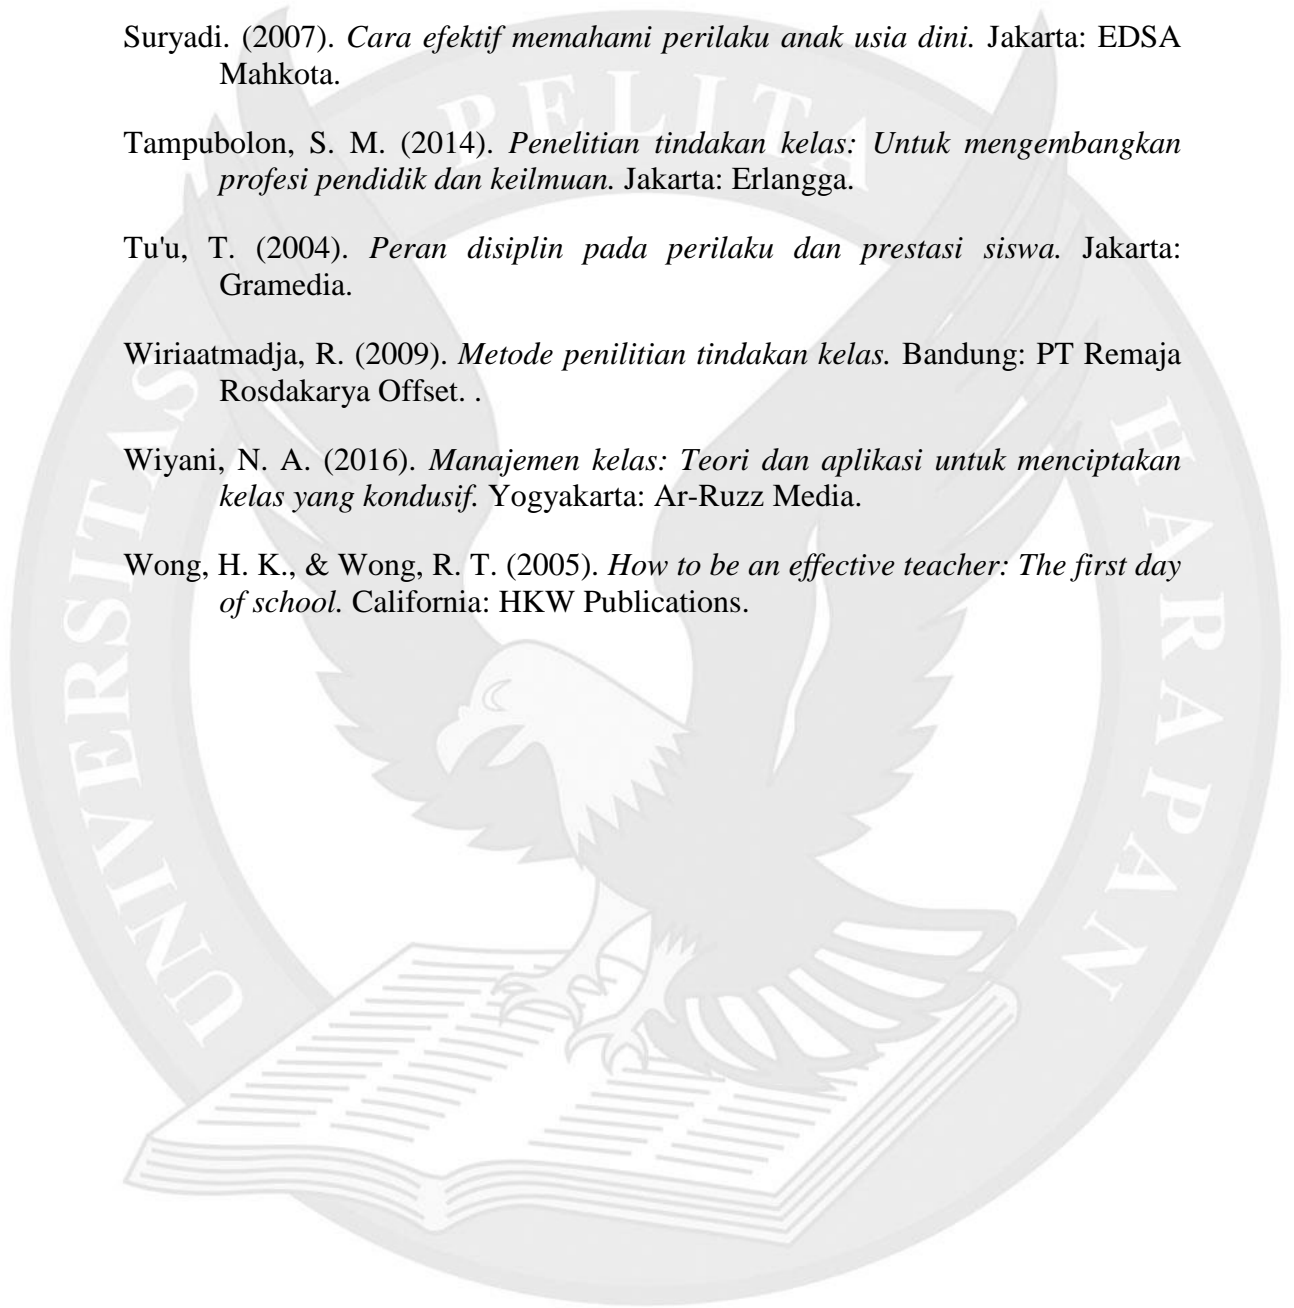 Suryadi. (2007). Cara efektif memahami perilaku anak usia dini. Jakarta: EDSA
Mahkota.
Tampubolon, S. M. (2014). Penelitian tindakan kelas: Untuk mengembangkan
profesi pendidik dan keilmuan. Jakarta: Erlangga.
Tu'u, T. (2004). Peran disiplin pada perilaku dan prestasi siswa. Jakarta:
Gramedia.
Wiriaatmadja, R. (2009). Metode penilitian tindakan kelas. Bandung: PT Remaja
Rosdakarya Offset. .
Wiyani, N. A. (2016). Manajemen kelas: Teori dan aplikasi untuk menciptakan
kelas yang kondusif. Yogyakarta: Ar-Ruzz Media.
Wong, H. K., & Wong, R. T. (2005). How to be an effective teacher: The first day
of school. California: HKW Publications.
UNIVERSITAS PELITA HARAPAN